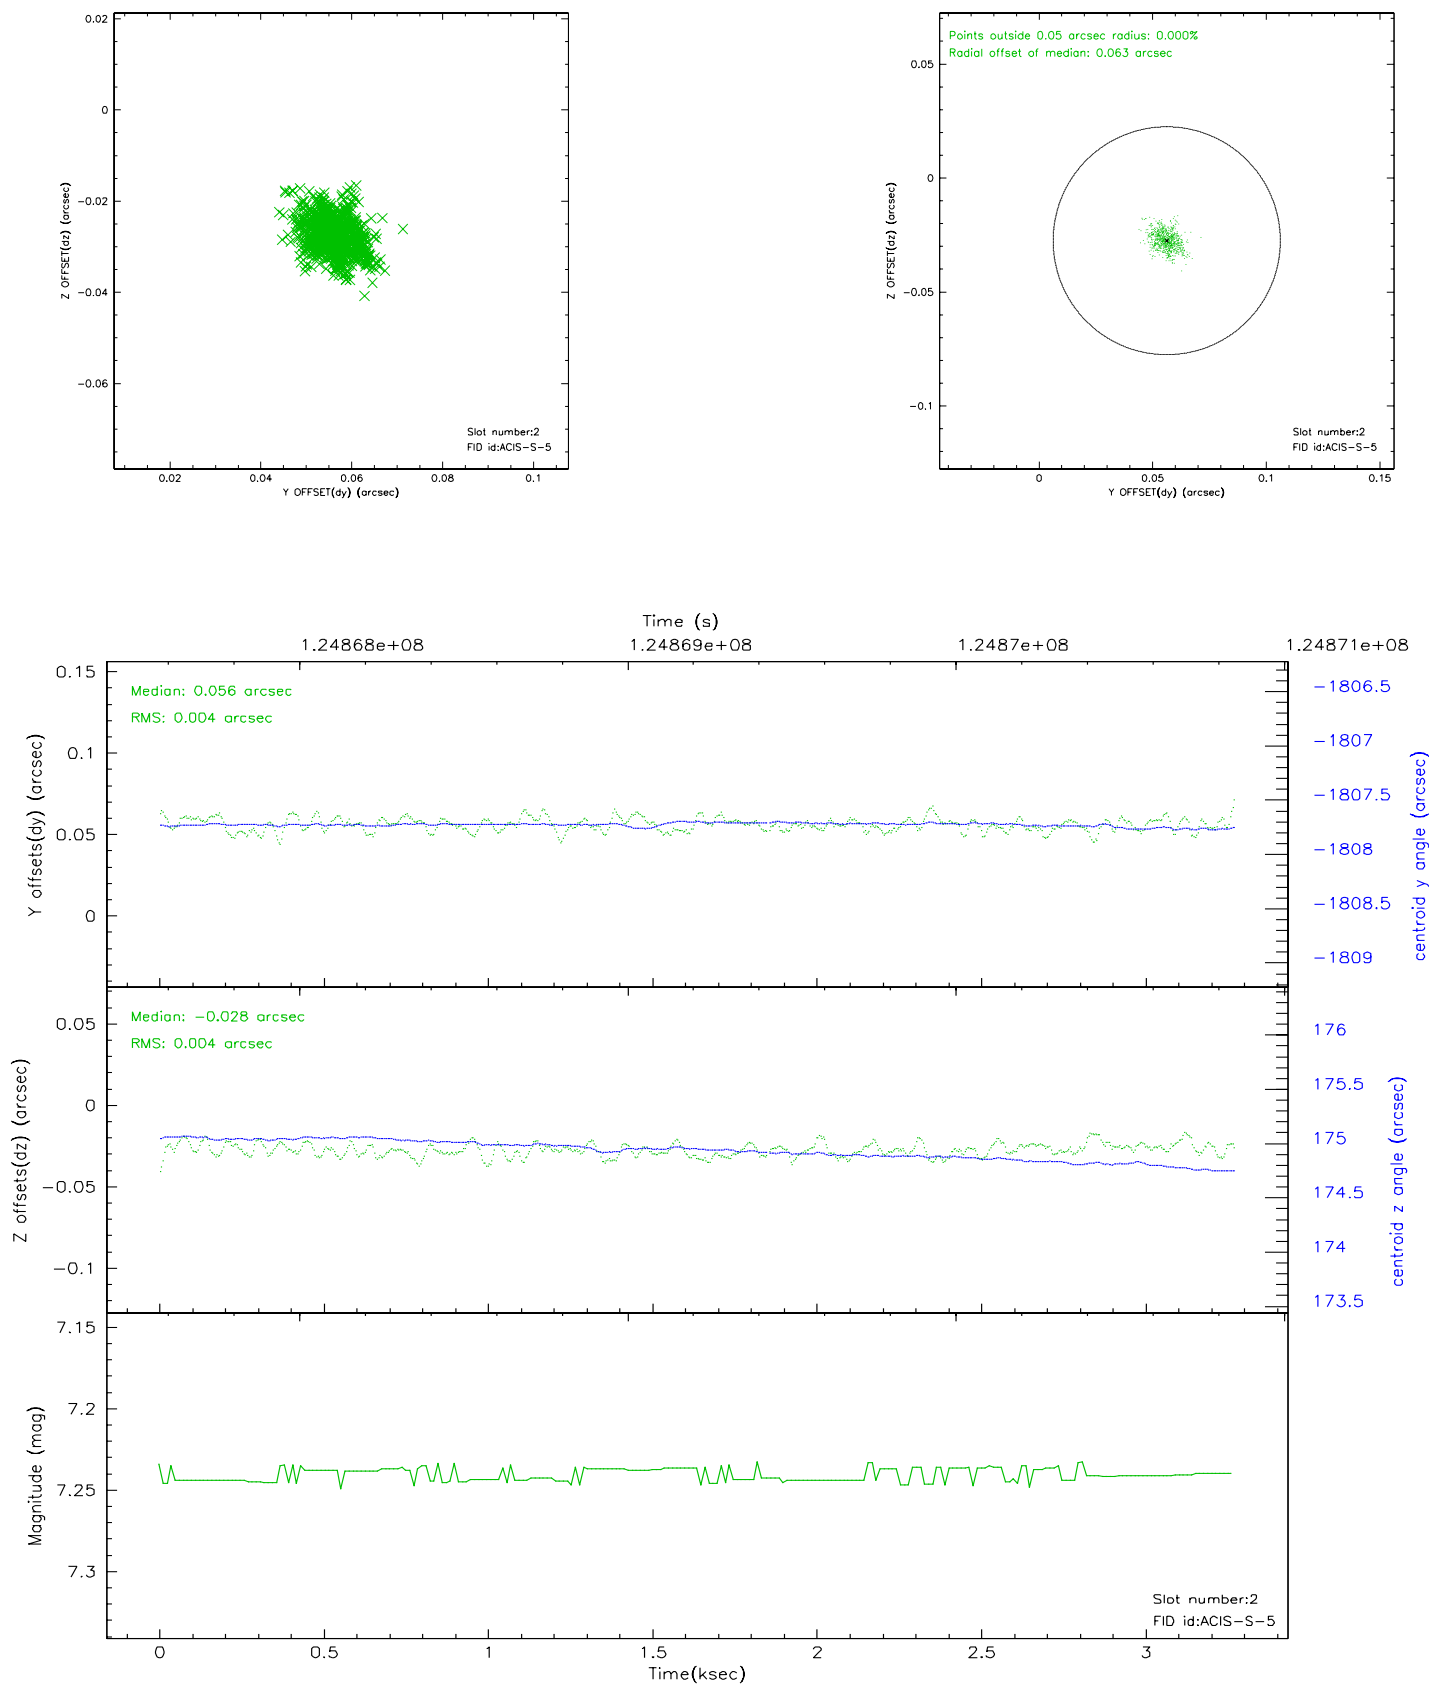 0.02
0
-0.02
-0.04
-0.06
Z OFFSET(dz) (arcsec)
Slot number:2
FID id:ACIS-S-5
0.02 0.04 0.06 0.08 0.1
Y OFFSET(dy) (arcsec)
Points outside 0.05 arcsec radius: 0.000%
Radial offset of median: 0.063 arcsec
0.05
0
-0.05
-0.1
Z OFFSET(dz) (arcsec)
Slot number:2
FID id:ACIS-S-5
0 0.05 0.1 0.15
Y OFFSET(dy) (arcsec)
Time (s)
1.24868e+08 1.24869e+08 1.2487e+08 1.24871e+08
Median: 0.056 arcsec
RMS: 0.004 arcsec
0.15
0.1
0.05
0
Y offsets(dy) (arcsec)
-1806.5
-1807
-1807.5
-1808
-1808.5
-1809
centroid y angle (arcsec)
Median: -0.028 arcsec
RMS: 0.004 arcsec
0.05
0
-0.05
-0.1
Z offsets(dz) (arcsec)
176
175.5
175
174.5
174
173.5
centroid z angle (arcsec)
7.15
7.2
7.25
7.3
Magnitude (mag)
Slot number:2
FID id:ACIS-S-5
0 0.5 1 1.5 2 2.5 3
Time(ksec)